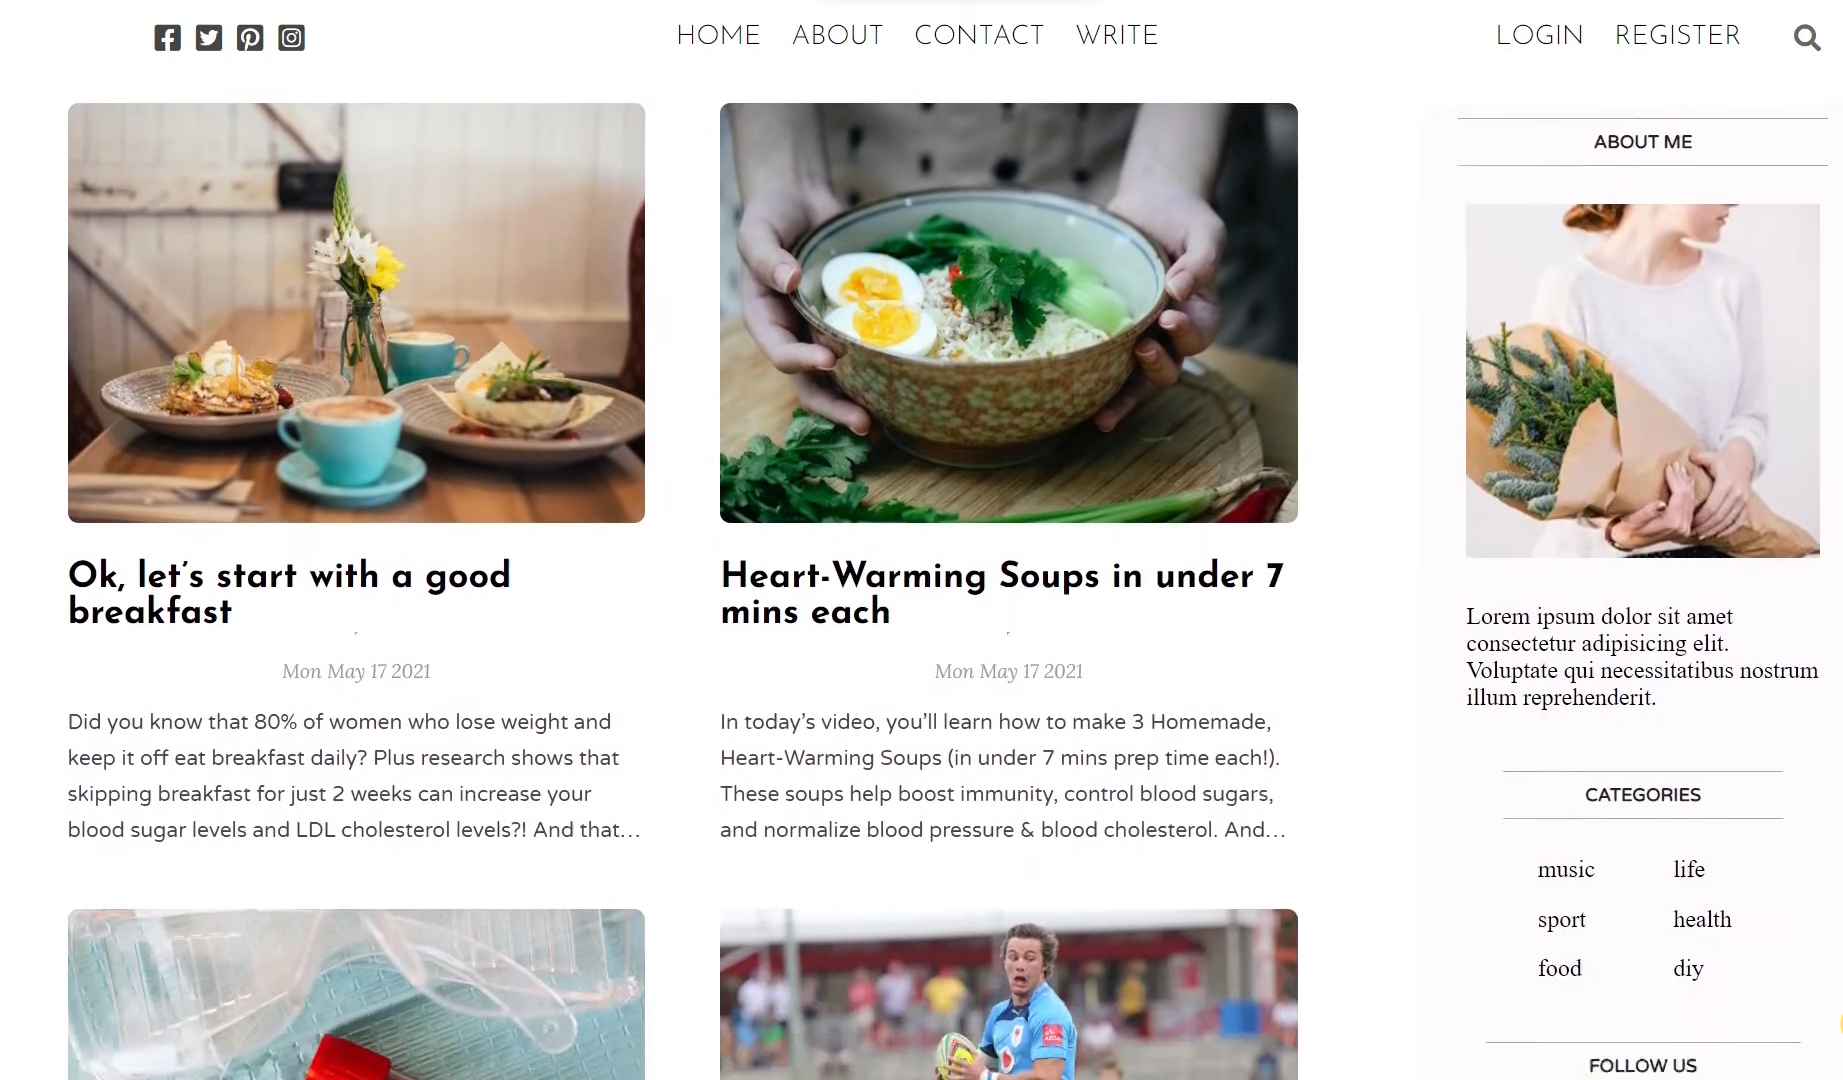 HOME ABOUT CONTACT WRITE
LOGIN REGISTER
Ok, let's start with a good
breakfast
Mon May 17 2021
Did you know that 80% of women who lose weight and
keep it off eat breakfast daily? Plus research shows that
skipping breakfast for just 2 weeks can increase your
blood sugar levels and LDL cholesterol levels?! And that...
Heart-Warming Soups in under 7
mins each
Mon May 17 2021
In today's video, you'll learn how to make 3 Homemade,
Heart-Warming Soups (in under 7 mins prep time each!).
These soups help boost immunity, control blood sugars,
and normalize blood pressure & blood cholesterol. And...
ABOUT ME
Lorem ipsum dolor sit amet
consectetur adipisicing elit.
Voluptate qui necessitatibus nostrum
illum reprehenderit.
CATEGORIES
music life
sport health
food diy
FOLLOW US